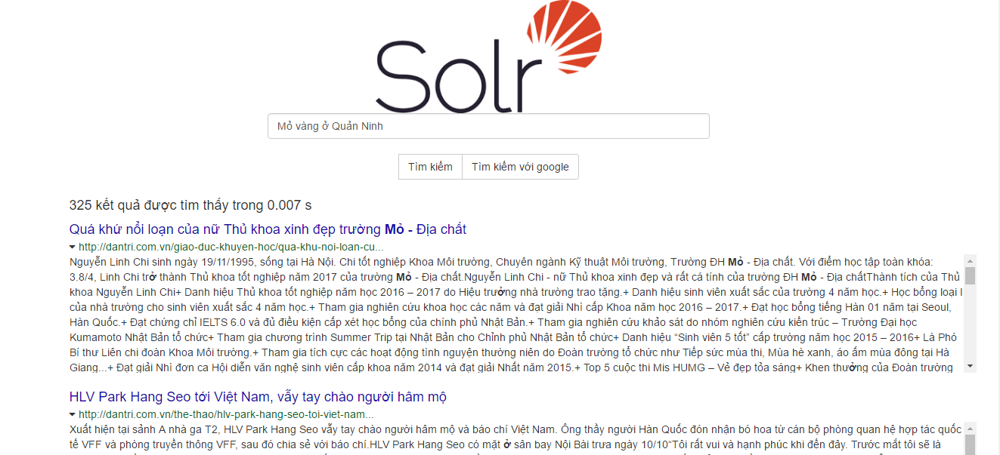 Solr
Mỏ vàng ở Quản Ninh
Tìm kiếm Tìm kiếm với google
325 kết quả được tìm thấy trong 0.007 s
Quá khứ nổi loạn của nữ Thủ khoa xinh đẹp trường Mỏ - Địa chất
http://dantri.com.vn/giao-duc-khuyen-hoc/qua-khu-noi-loan-cu...
Nguyễn Linh Chi sinh ngày 19/11/1995, sống tại Hà Nội. Chi tốt nghiệp Khoa Môi trường, Chuyên ngành Kỹ thuật Môi trường, Trường ĐH Mỏ - Địa chất. Với điểm học tập toàn khóa:
3.8/4, Linh Chi trở thành Thủ khoa tốt nghiệp năm 2017 của trường Mỏ - Địa chất.Nguyễn Linh Chi - nữ Thủ khoa xinh đẹp và rất cá tính của trường ĐH Mỏ - Địa chấtThành tích của Thủ
khoa Nguyễn Linh Chi+ Danh hiệu Thủ khoa tốt nghiệp năm học 2016 – 2017 do Hiệu trưởng nhà trường trao tặng.+ Danh hiệu sinh viên xuất sắc của trường 4 năm học.+ Học bổng loại I
của nhà trường cho sinh viên xuất sắc 4 năm học.+ Tham gia nghiên cứu khoa học các năm và đạt giải Nhì cấp Khoa năm học 2016 – 2017.+ Đạt học bổng tiếng Hàn 01 năm tại Seoul,
Hàn Quốc.+ Đạt chứng chỉ IELTS 6.0 và đủ điều kiện cấp xét học bổng của chính phủ Nhật Bản.+ Tham gia nghiên cứu khảo sát do nhóm nghiên cứu kiến trúc – Trường Đại học
Kumamoto Nhật Bản tổ chức+ Tham gia chương trình Summer Trip tại Nhật Bản cho Chỉnh phủ Nhật Bản tổ chức+ Danh hiệu “Sinh viên 5 tốt” cấp trường năm học 2015 – 2016+ Là Phó
Bí thư Liên chi đoàn Khoa Môi trường.+ Tham gia tích cực các hoạt động tình nguyện thường niên do Đoàn trường tổ chức như Tiếp sức mùa thi, Mùa hè xanh, áo ấm mùa đông tại Hà
Giang...+ Đạt giải Nhì đơn ca Hội diễn văn nghệ sinh viên cấp khoa năm 2014 và đạt giải Nhất năm 2015.+ Top 5 cuộc thi Mis HUMG – Vẻ đẹp tỏa sáng+ Khen thưởng của Đoàn trường
HLV Park Hang Seo tới Việt Nam, vẫy tay chào người hâm mộ
http://dantri.com.vn/the-thao/hlv-park-hang-seo-toi-viet-nam...
Xuất hiện tại sảnh A nhà ga T2, HLV Park Hang Seo vẫy tay chào người hâm mộ và báo chí Việt Nam. Ông thầy người Hàn Quốc đón nhận bó hoa từ cán bộ phòng quan hệ hợp tác quốc
tế VFF và phòng truyền thông VFF, sau đó chia sẻ với báo chí.HLV Park Hang Seo có mặt ở sân bay Nội Bài trưa ngày 10/10“Tôi rất vui và hạnh phúc khi đến đây. Trước mắt tôi sẽ là